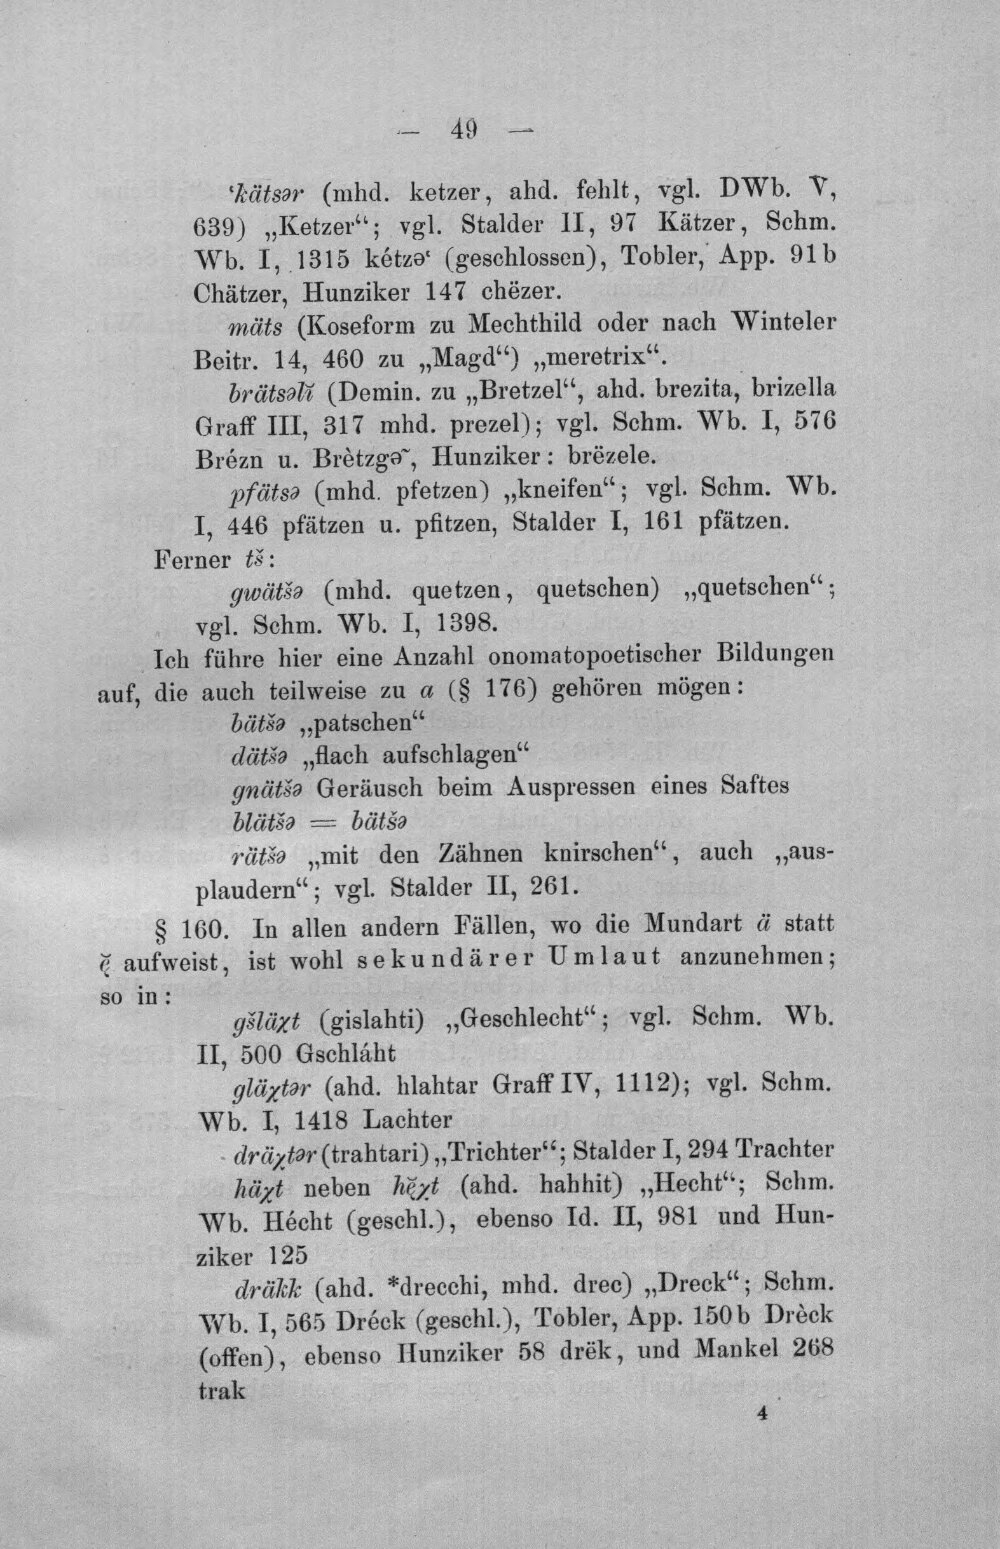 — 49 —
‘kätsər (mhd. ketzer, ahd. fehlt, vgl. DWb. V,
639) „Ketzer“; vgl. Stalder II, 97 Kätzer, Schm.
Wb. I, 1315 kétzə‘ (geschlossen), Tobler, App. 91b
Chätzer, Hunziker 147 chëzer.
mäts (Koseform zu Mechthild oder nach Winteler
Beitr. 14, 460 zu „Magd“) „meretrix“.
brätsəlĭ (Demin. zu „Bretzel“, ahd. brezita, brizella
Graff III, 317 mhd. prezel); vgl. Schm. Wb. I, 576
Brézn u. Brètzgə̃, Hunziker: brëzele.
pfätsə (mhd. pfetzen) „kneifen“; vgl. Schm. Wb.
I, 446 pfätzen u. pfitzen, Stalder I, 161 pfätzen.
Ferner tš:
gwätšə (mhd. quetzen, quetschen) „quetschen“;
vgl. Schm. Wb. I, 1398.
Ich führe hier eine Anzahl onomatopoetischer Bildungen
auf, die auch teilweise zu a (§ 176) gehören mögen:
bätšə „patschen“
dätšə „flach aufschlagen“
gnätšə Geräusch beim Auspressen eines Saftes
blätšə = bätšə
rätšə „mit den Zähnen knirschen“, auch „aus-
plaudern“; vgl. Stalder II, 261.
§ 160. In allen andern Fällen, wo die Mundart ä statt
ę̆ aufweist, ist wohl sekundärer Umlaut anzunehmen;
so in:
gšläχt (gislahti) „Geschlecht“; vgl. Schm. Wb.
II, 500 Gschláht
gläχtər (ahd. hlahtar Graff IV, 1112); vgl. Schm.
Wb. I, 1418 Lachter
dräχtər (trahtari) „Trichter“; Stalder I, 294 Trachter
häχt neben hę̆χt (ahd. hahhit) „Hecht“; Schm.
Wb. Hécht (geschl.), ebenso Id. II, 981 und Hun-
ziker 125
dräkk (ahd. *drecchi, mhd. drec) „Dreck“; Schm.
Wb. I, 565 Dréck (geschl.), Tobler, App. 150b Drèck
(offen), ebenso Hunziker 58 drëk, und Mankel 268
trak
4